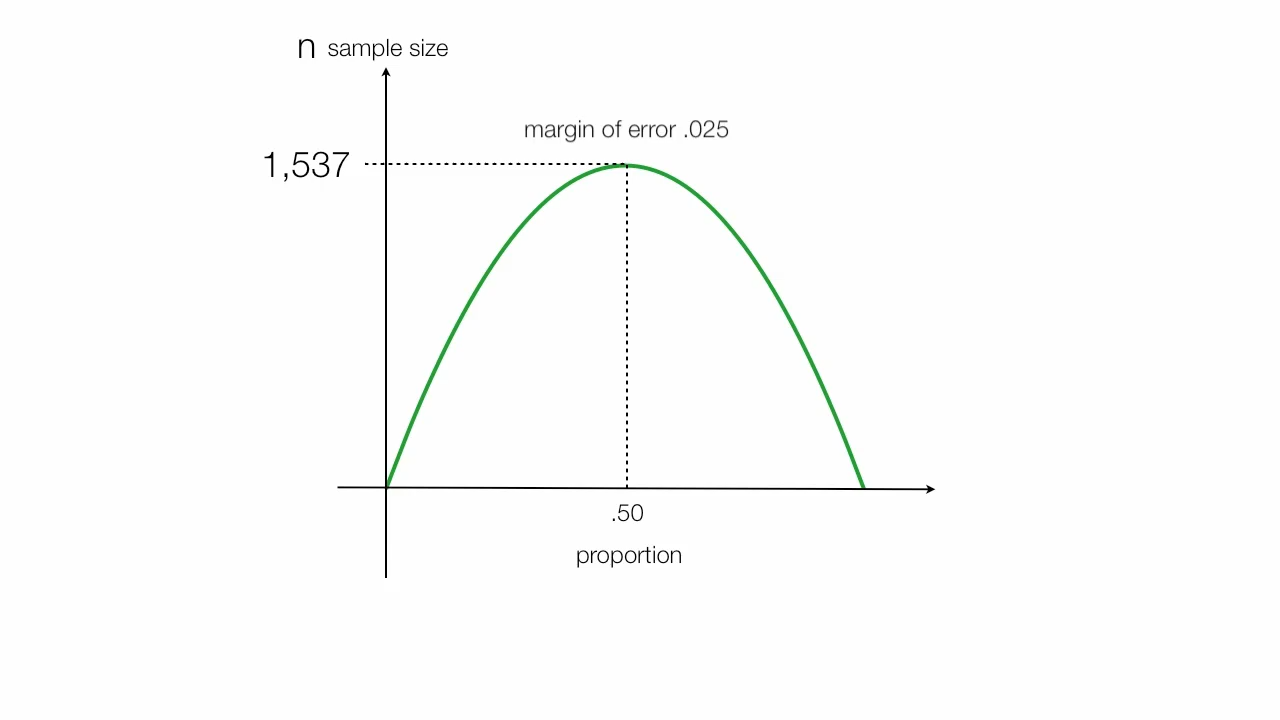 n sample size
margin of error .025
1,537
.50
proportion